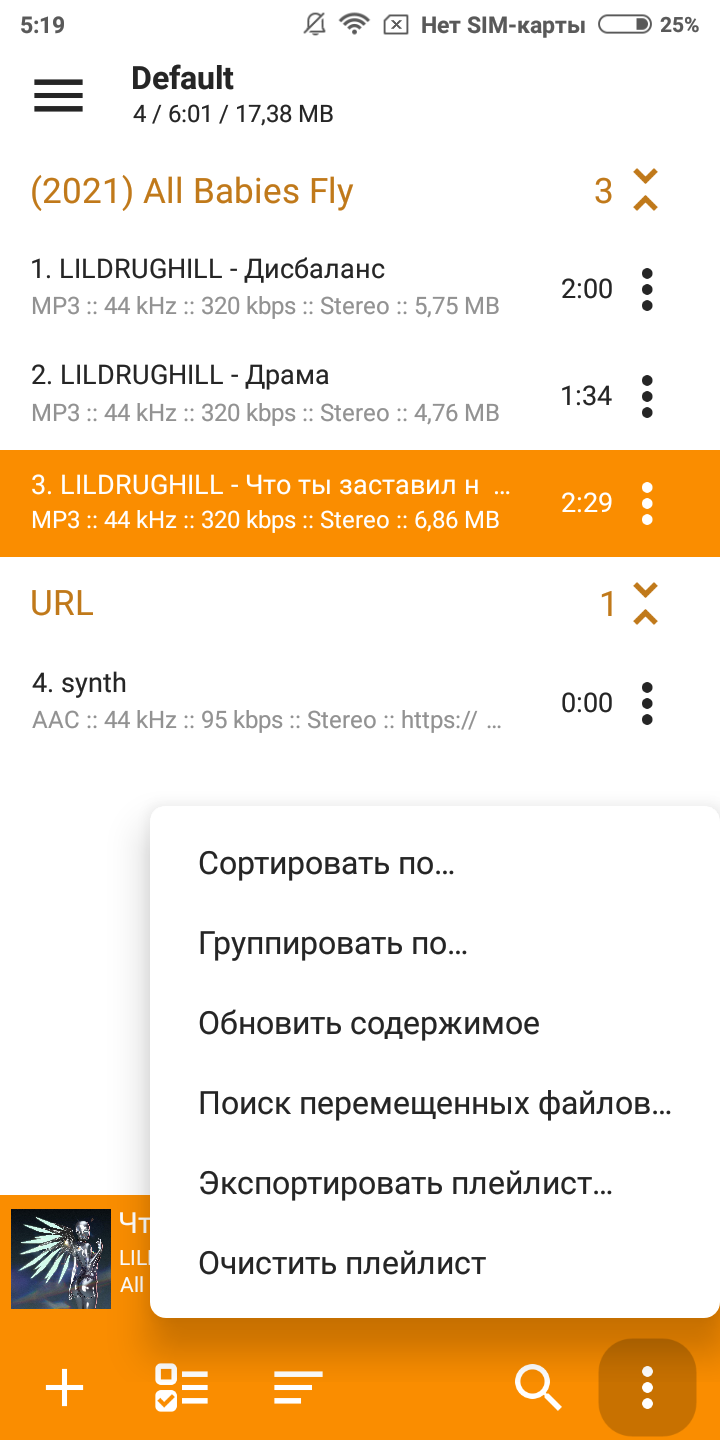 5:19 Нет SIM-карты 25%
Default
4 / 6:01 / 17,38 MB
(2021) All Babies Fly 3
1. LILDRUGHILL - Дисбаланс
2:00
MP3 :: 44 kHz :: 320 kbps :: Stereo :: 5,75 MB
2. LILDRUGHILL - Драма
1:34
MP3 :: 44 kHz :: 320 kbps :: Stereo :: 4,76 MB
3. LILDRUGHILL - Что ты заставил н ...
2:29
MP3 :: 44 kHz :: 320 kbps :: Stereo :: 6,86 MB
URL 1
4. synth
0:00
AAC :: 44 kHz :: 95 kbps :: Stereo :: https:// ...
Сортировать по...
Группировать по...
Обновить содержимое
Поиск перемещенных файлов...
Экспортировать плейлист...
Очистить плейлист
Чт
LIL
All